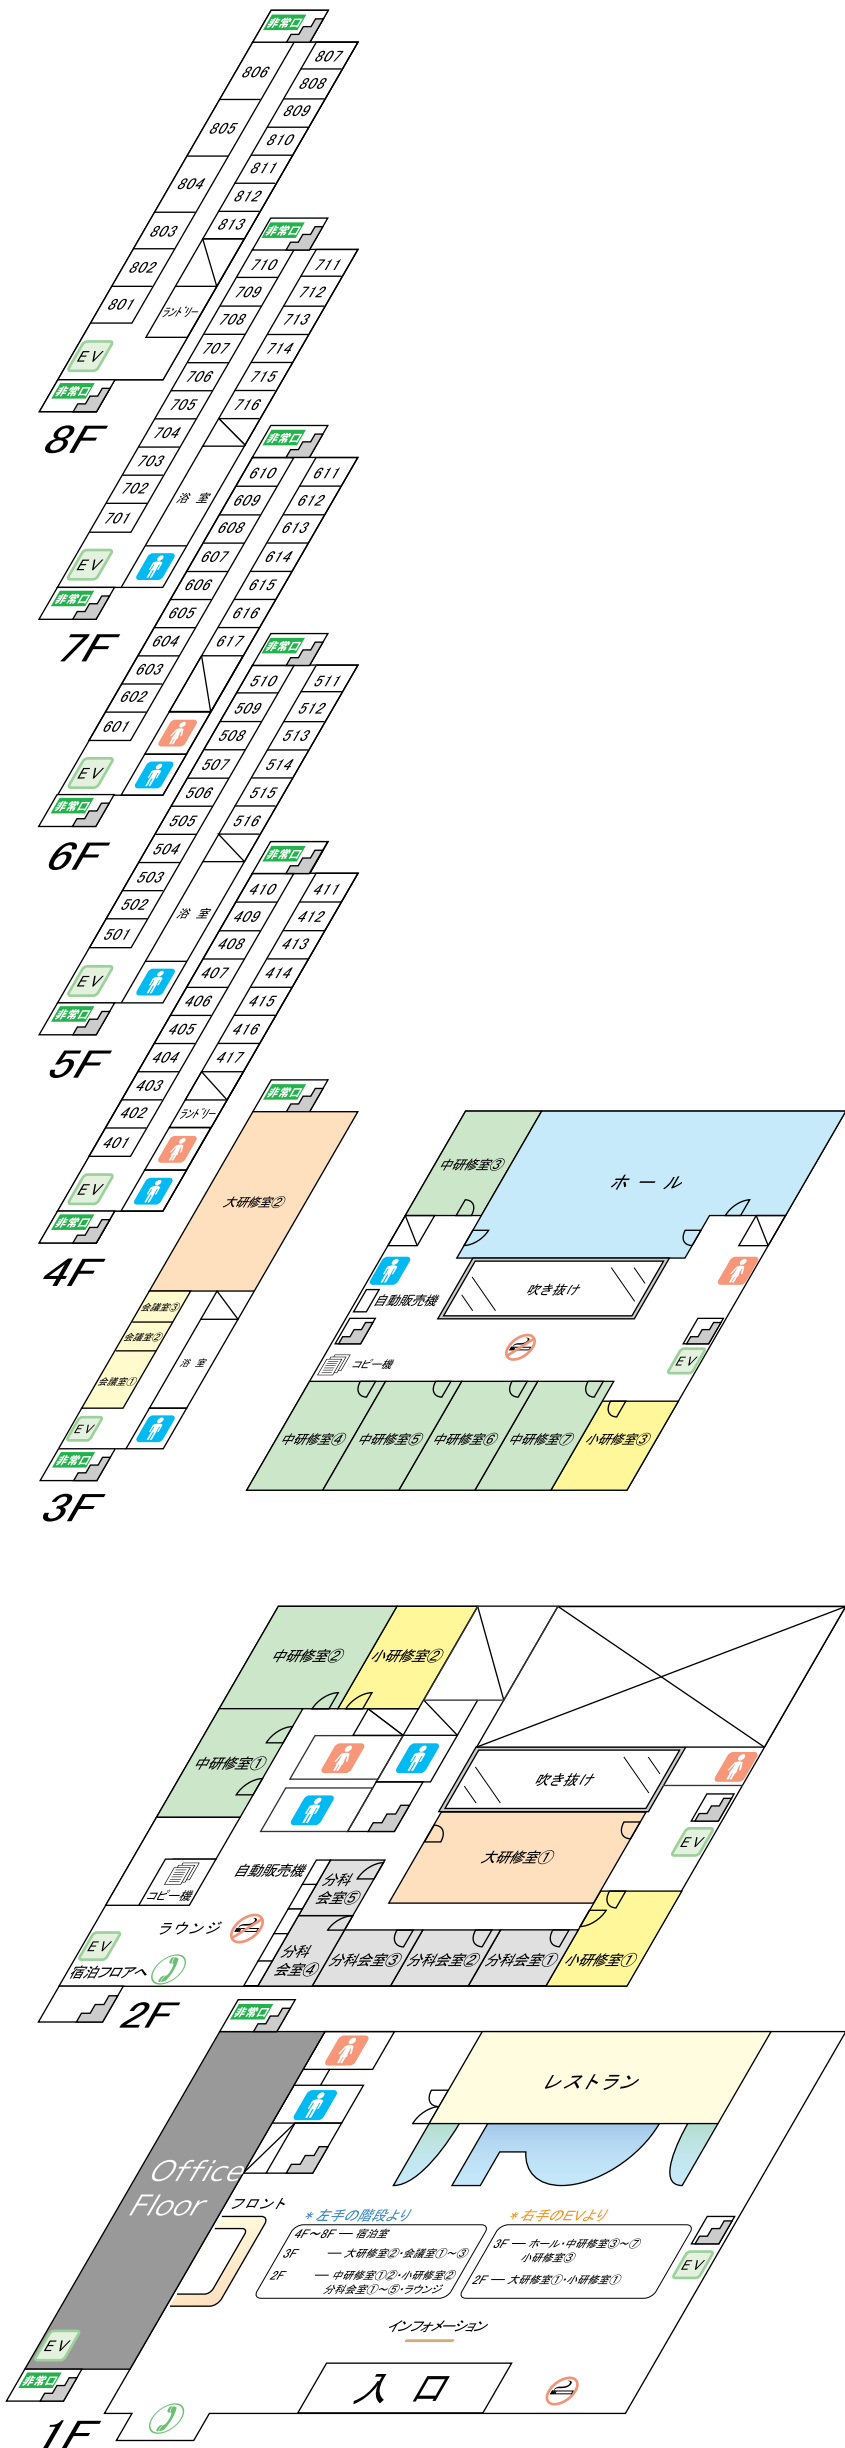 非常口
806
807
808
805
809
810
804
811
812
803
813
802
801
ランドリー
EV
非常口
8F
非常口
710
711
709
712
708
713
707
714
706
715
705
716
704
703
702
浴 室
701
EV
非常口
7F
非常口
610
611
609
612
608
613
607
614
606
615
605
616
604
617
603
602
601
EV
非常口
6F
非常口
510
511
509
512
508
513
507
514
506
515
505
516
504
503
502
浴 室
501
EV
非常口
5F
非常口
410
411
409
412
408
413
407
414
406
415
405
416
404
417
403
402
ランドリー
401
EV
非常口
4F
非常口
大研修室②
会議室③
会議室②
会議室①
浴 室
EV
非常口
3F
中研修室③
ホ ー ル
吹き抜け
自動販売機
コピー機
EV
中研修室④
中研修室⑤
中研修室⑥
中研修室⑦
小研修室③
中研修室②
小研修室②
中研修室①
吹き抜け
大研修室①
EV
自動販売機
コピー機
ラウンジ
分科
会室⑤
分科
会室④
分科会室③
分科会室②
分科会室①
小研修室①
EV
宿泊フロアへ
2F
非常口
レストラン
Office
Floor
フロント
*左手の階段より
4F〜8F ー 宿泊室
3F ー 大研修室②・会議室①〜③
2F ー 中研修室①②・小研修室②
分科会室①〜⑤・ラウンジ
*右手のEVより
3F ー ホール・中研修室③〜⑦
小研修室③
2F ー 大研修室①・小研修室①
EV
インフォメーション
EV
入 口
非常口
1F